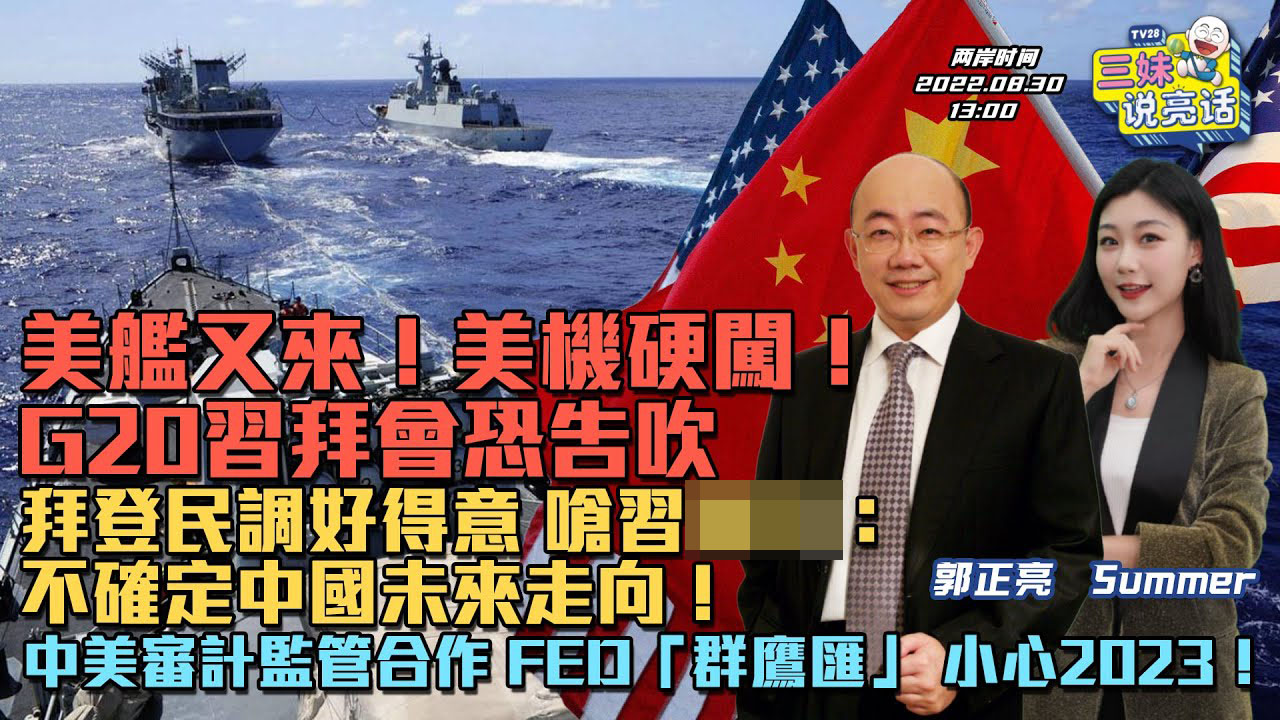 TV28
三妹
说亮话
两岸时间
2022.08.30
13:00
美艦又來！美機硬闖！
G20習拜會恐告吹
拜登民調好得意 嗆習 ：
不確定中國未來走向！
郭正亮 Summer
中美審計監管合作 FED「群鷹匯」小心2023！